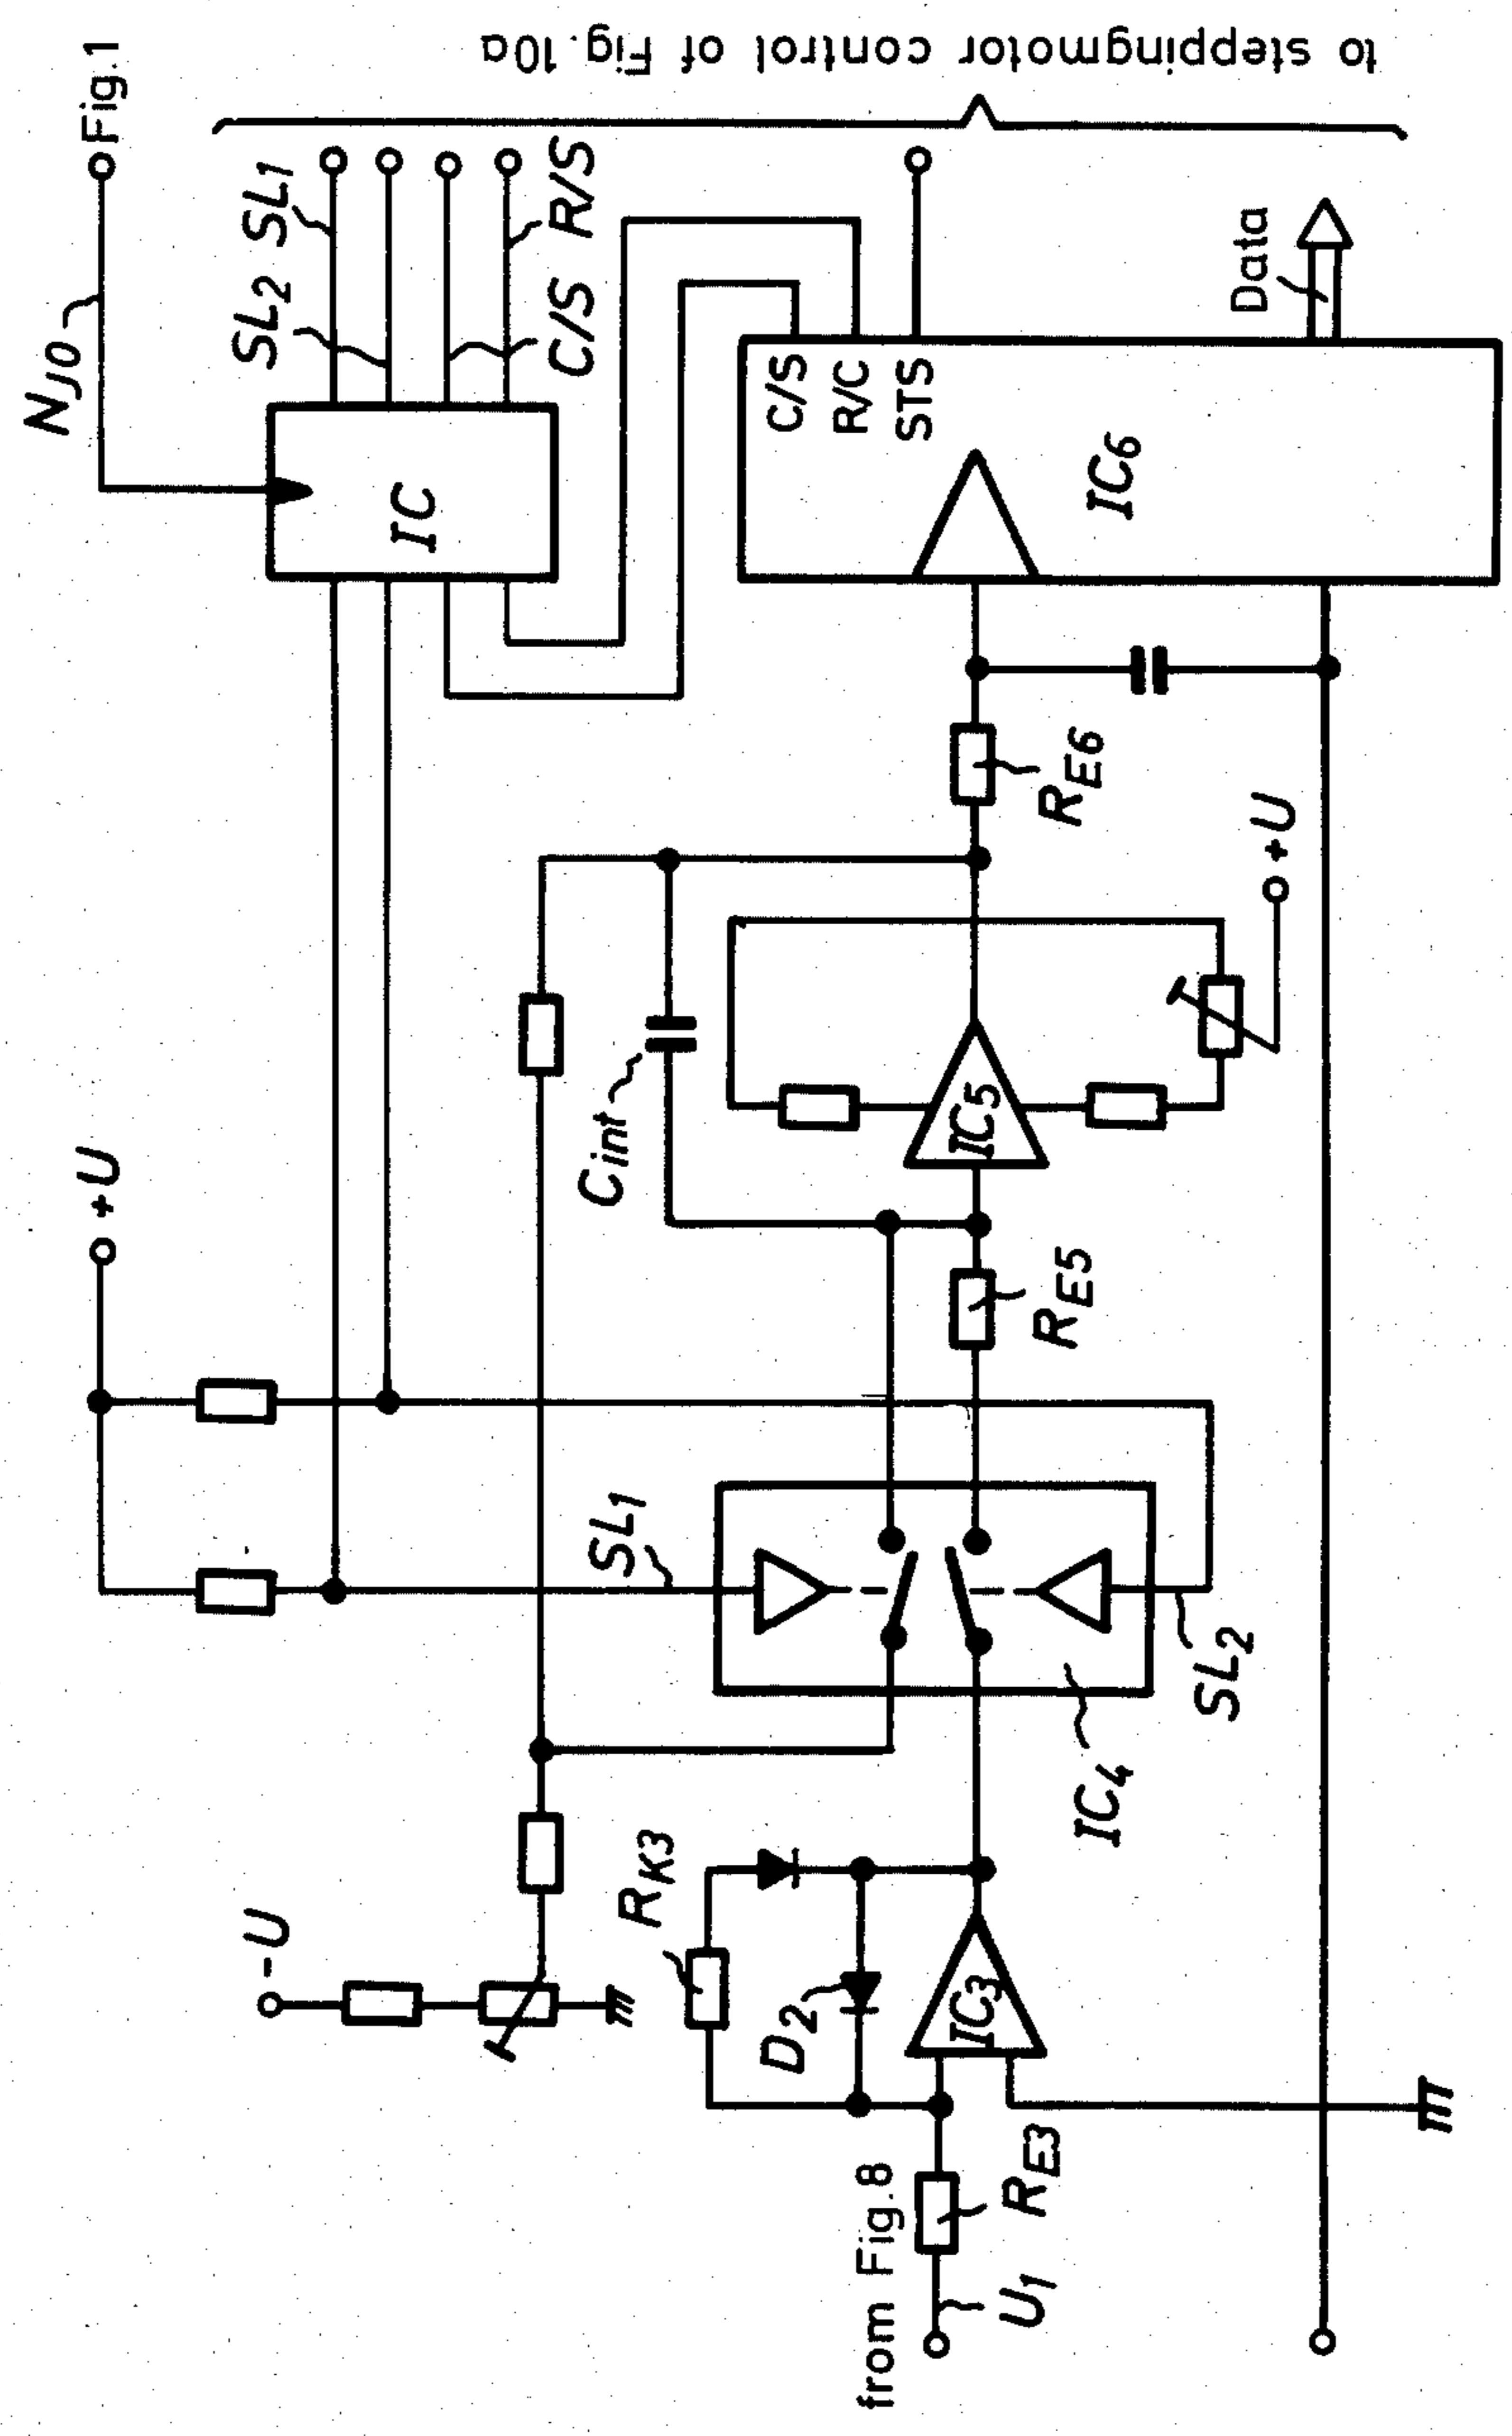 N_J0
Fig.1
SL2
SL1
C/S
R/S
to steppingmotor control of Fig.10a
IC
C/S
R/C
STS
Data
IC6
+U
Cint
RE6
+U
IC5
RE5
SL1
SL2
IC4
-U
RK3
D2
IC3
from Fig.8
RE3
U1